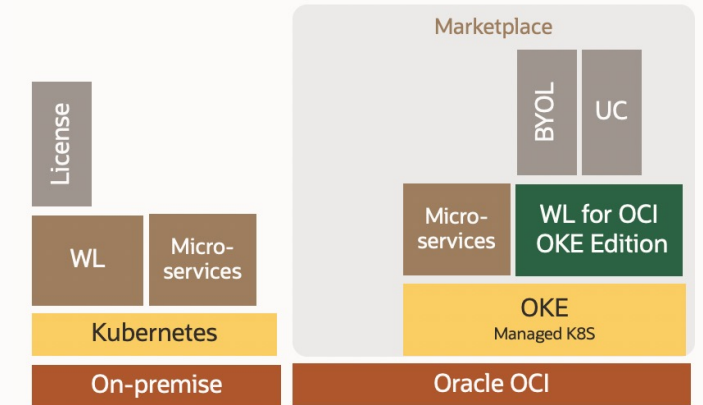 Marketplace
License
BYOL
UC
WL
Micro-
services
Micro-
services
WL for OCI
OKE Edition
Kubernetes
OKE
Managed K8S
On-premise
Oracle OCI